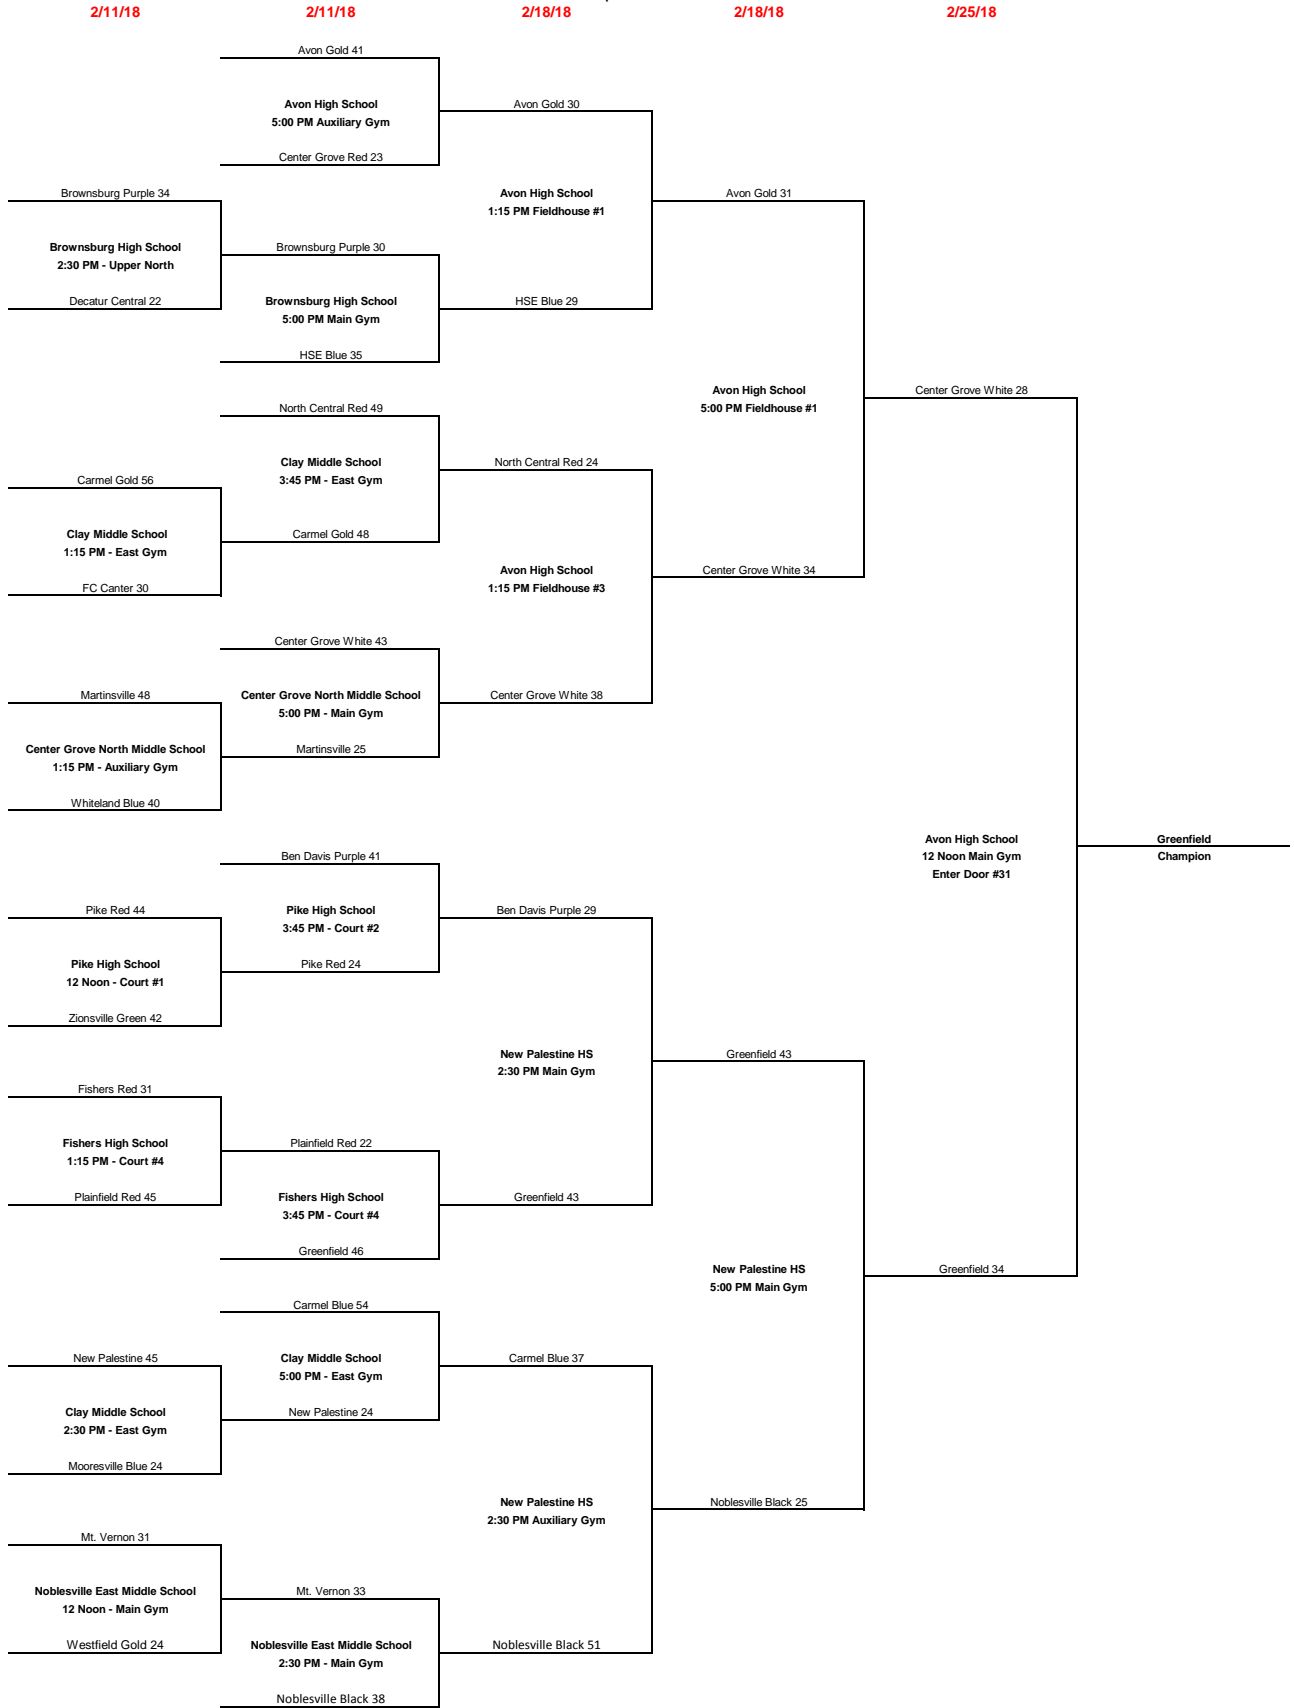 2/11/18
2/11/18
2/18/18
2/18/18
2/25/18
Avon Gold 41
Avon High School
5:00 PM Auxiliary Gym
Center Grove Red 23
Avon Gold 30
Brownsburg Purple 34
Brownsburg High School
2:30 PM - Upper North
Decatur Central 22
Brownsburg Purple 30
Brownsburg High School
5:00 PM Main Gym
HSE Blue 35
Avon High School
1:15 PM Fieldhouse #1
HSE Blue 29
Avon Gold 31
North Central Red 49
Clay Middle School
3:45 PM - East Gym
Carmel Gold 56
Clay Middle School
1:15 PM - East Gym
FC Canter 30
Carmel Gold 48
North Central Red 24
Avon High School
1:15 PM Fieldhouse #3
Avon High School
5:00 PM Fieldhouse #1
Center Grove White 28
Center Grove White 34
Center Grove White 43
Center Grove North Middle School
5:00 PM - Main Gym
Martinsville 25
Center Grove White 38
Martinsville 48
Center Grove North Middle School
1:15 PM - Auxiliary Gym
Whiteland Blue 40
Avon High School
12 Noon Main Gym
Enter Door #31
Greenfield
Champion
Ben Davis Purple 41
Pike High School
3:45 PM - Court #2
Pike Red 24
Ben Davis Purple 29
Pike Red 44
Pike High School
12 Noon - Court #1
Zionsville Green 42
New Palestine HS
2:30 PM Main Gym
Greenfield 43
Fishers Red 31
Fishers High School
1:15 PM - Court #4
Plainfield Red 45
Plainfield Red 22
Fishers High School
3:45 PM - Court #4
Greenfield 46
Greenfield 43
New Palestine HS
5:00 PM Main Gym
Greenfield 34
Carmel Blue 54
Clay Middle School
5:00 PM - East Gym
New Palestine 24
Carmel Blue 37
New Palestine 45
Clay Middle School
2:30 PM - East Gym
Mooresville Blue 24
New Palestine HS
2:30 PM Auxiliary Gym
Noblesville Black 25
Mt. Vernon 31
Noblesville East Middle School
12 Noon - Main Gym
Westfield Gold 24
Mt. Vernon 33
Noblesville East Middle School
2:30 PM - Main Gym
Noblesville Black 38
Noblesville Black 51